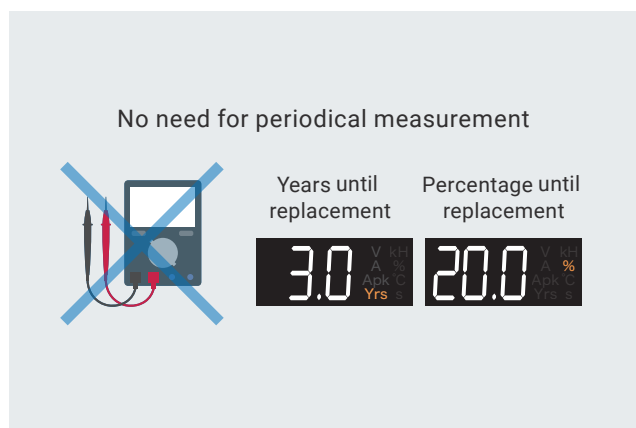 No need for periodical measurement
Years until
replacement
Percentage until
replacement
3.0 V kH
A %
Apk °C
Yrs s
20.0 V kH
A %
Apk °C
Yrs s